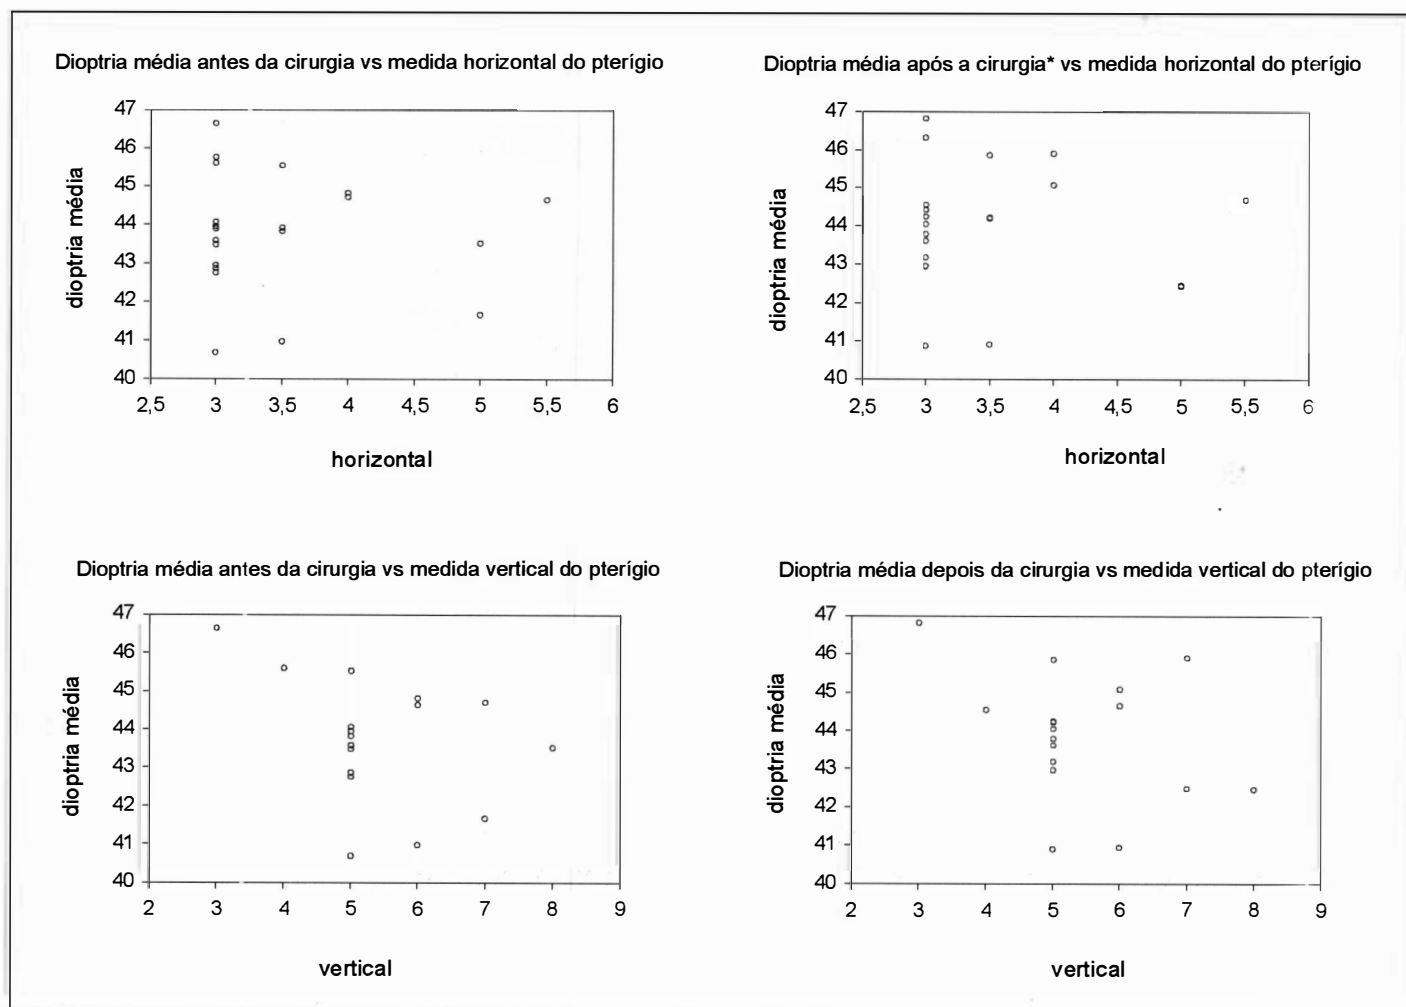 Dioptria média antes da cirurgia vs medida horizontal do pterígio
47
46
45
44
43
42
41
40
dioptria média
2,5 3 3,5 4 4,5 5 5,5 6
horizontal
Dioptria média após a cirurgia* vs medida horizontal do pterígio
47
46
45
44
43
42
41
40
dioptria média
2,5 3 3,5 4 4,5 5 5,5 6
horizontal
Dioptria média antes da cirurgia vs medida vertical do pterígio
47
46
45
44
43
42
41
40
dioptria média
2 3 4 5 6 7 8 9
vertical
Dioptria média depois da cirurgia vs medida vertical do pterígio
47
46
45
44
43
42
41
40
dioptria média
2 3 4 5 6 7 8 9
vertical